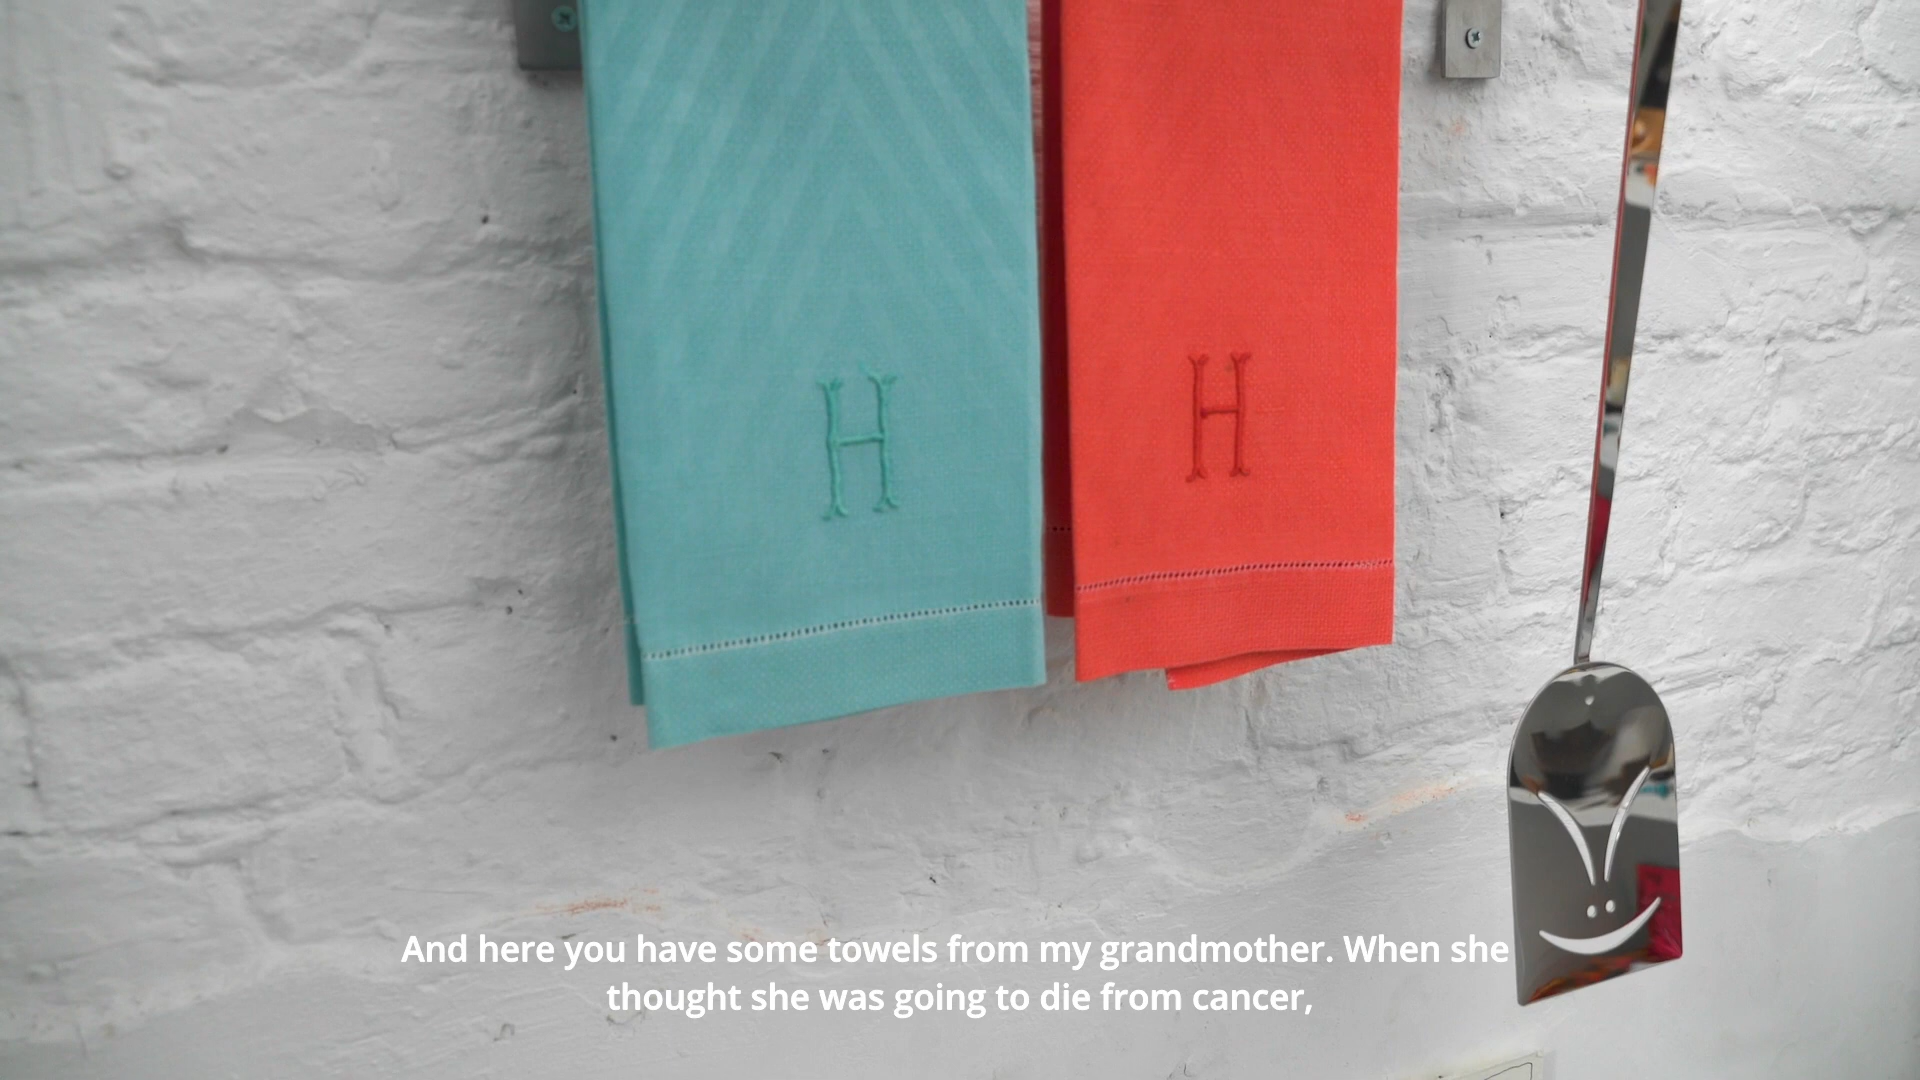 H H
And here you have some towels from my grandmother. When she
thought she was going to die from cancer,